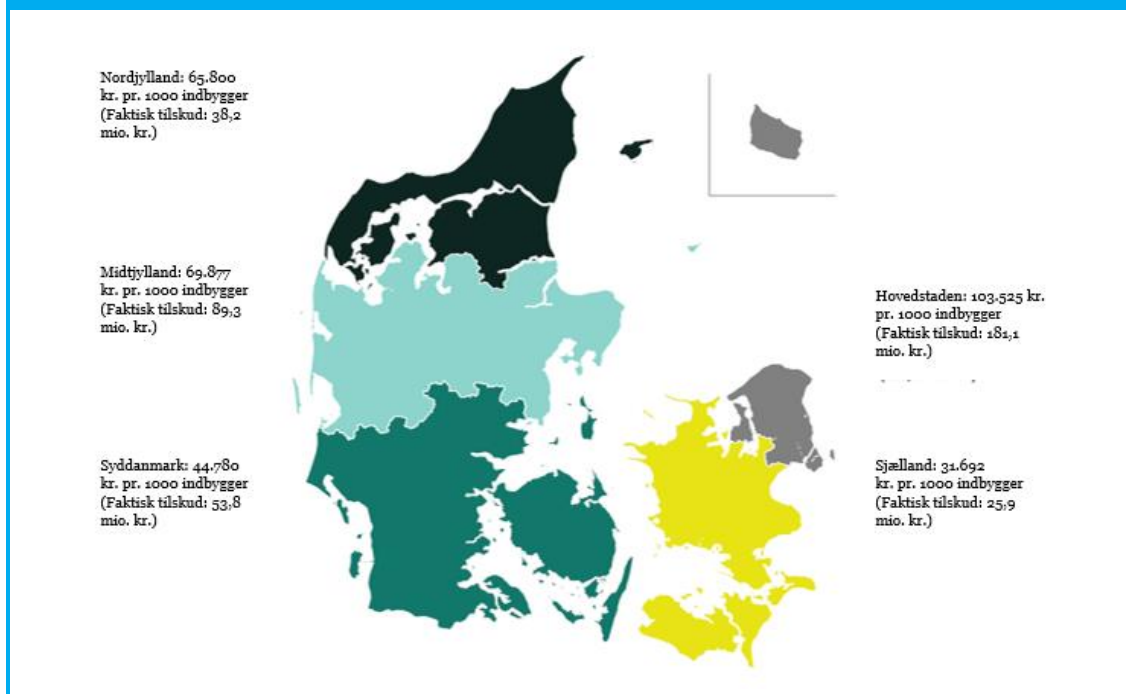 Nordjylland: 65.800
kr. pr. 1000 indbygger
(Faktisk tilskud: 38,2
mio. kr.)
Midtjylland: 69.877
kr. pr. 1000 indbygger
(Faktisk tilskud: 89,3
mio. kr.)
Hovedstaden: 103.525 kr.
pr. 1000 indbygger
(Faktisk tilskud: 181,1
mio. kr.)
Syddanmark: 44.780
kr. pr. 1000 indbygger
(Faktisk tilskud: 53,8
mio. kr.)
Sjælland: 31.692
kr. pr. 1000 indbygger
(Faktisk tilskud: 25,9
mio. kr.)